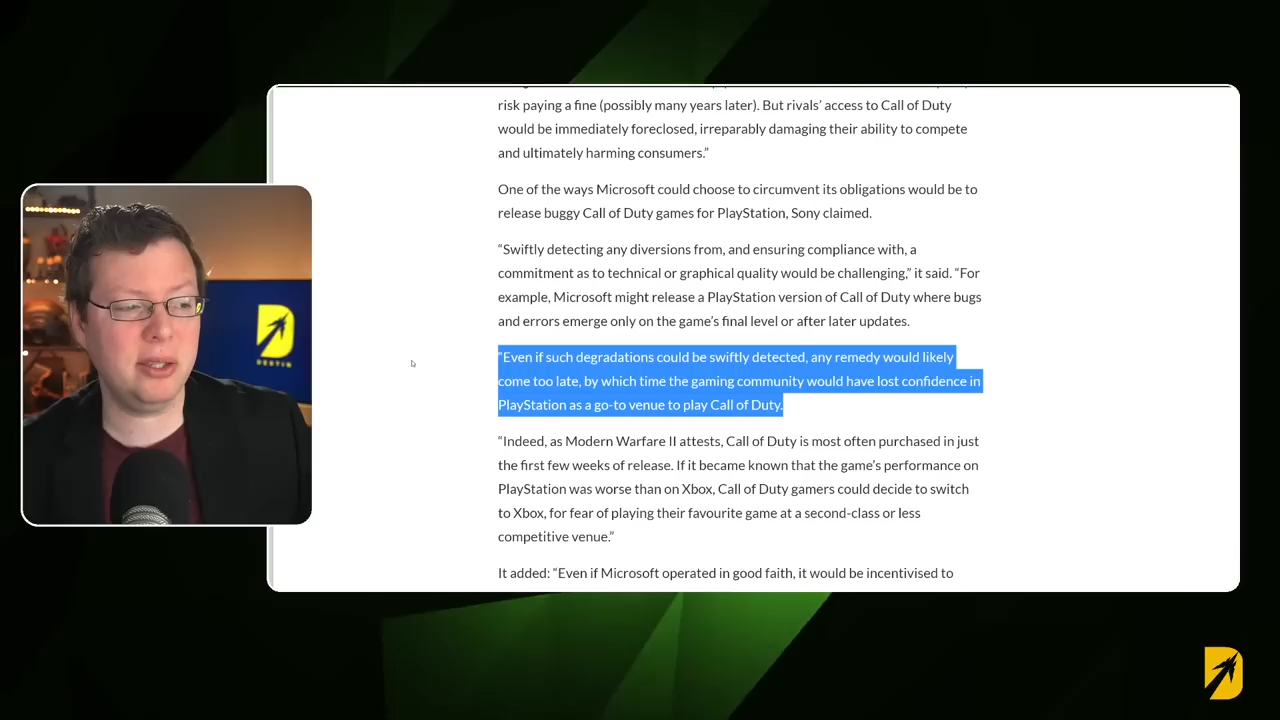 risk paying a fine (possibly many years later). But rivals’ access to Call of Duty
would be immediately foreclosed, irreparably damaging their ability to compete
and ultimately harming consumers.”
One of the ways Microsoft could choose to circumvent its obligations would be to
release buggy Call of Duty games for PlayStation, Sony claimed.
“Swiftly detecting any diversions from, and ensuring compliance with, a
commitment as to technical or graphical quality would be challenging,” it said. “For
example, Microsoft might release a PlayStation version of Call of Duty where bugs
and errors emerge only on the game’s final level or after later updates.
“Even if such degradations could be swiftly detected, any remedy would likely
come too late, by which time the gaming community would have lost confidence in
PlayStation as a go-to venue to play Call of Duty.
“Indeed, as Modern Warfare II attests, Call of Duty is most often purchased in just
the first few weeks of release. If it became known that the game’s performance on
PlayStation was worse than on Xbox, Call of Duty gamers could decide to switch
to Xbox, for fear of playing their favourite game at a second-class or less
competitive venue.”
It added: “Even if Microsoft operated in good faith, it would be incentivised to
DESTIN